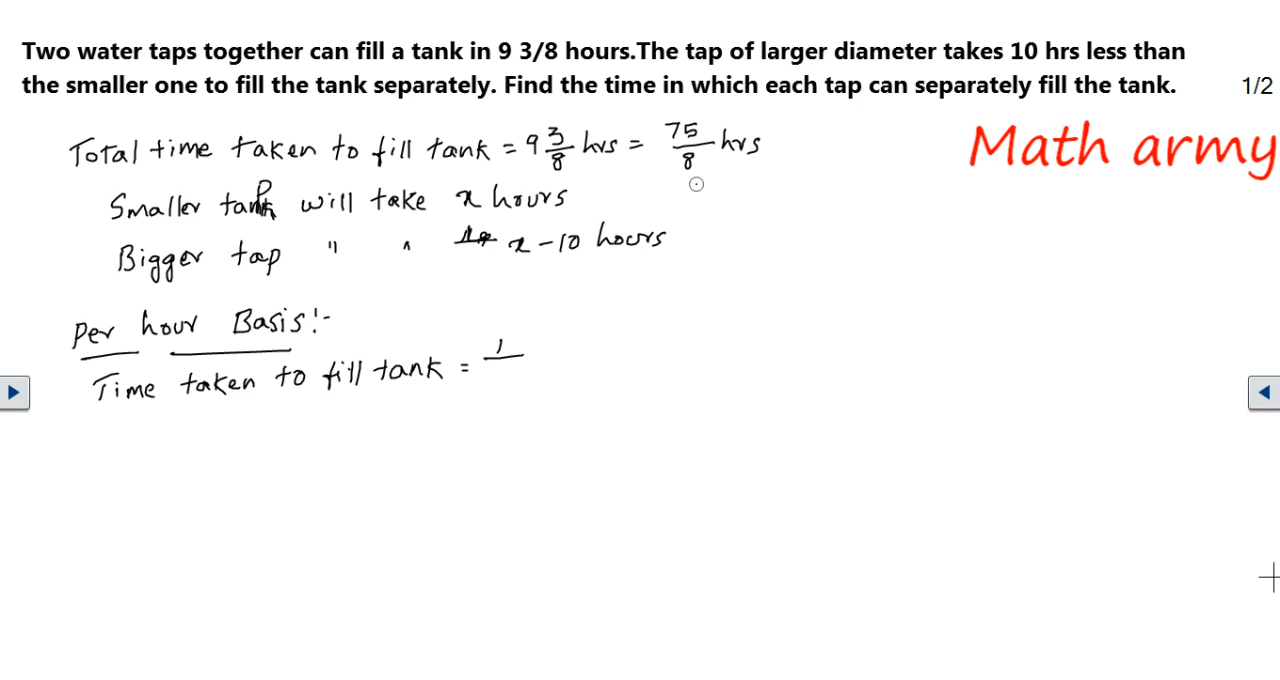 Two water taps together can fill a tank in 9 3/8 hours.The tap of larger diameter takes 10 hrs less than
the smaller one to fill the tank separately. Find the time in which each tap can separately fill the tank.
1/2
Math army
Total time taken to fill tank = 9 3/8 hrs = 75/8 hrs
Smaller tap will take x hours
Bigger tap " " x - 10 hours
Per hour Basis:-
Time taken to fill tank = 1/